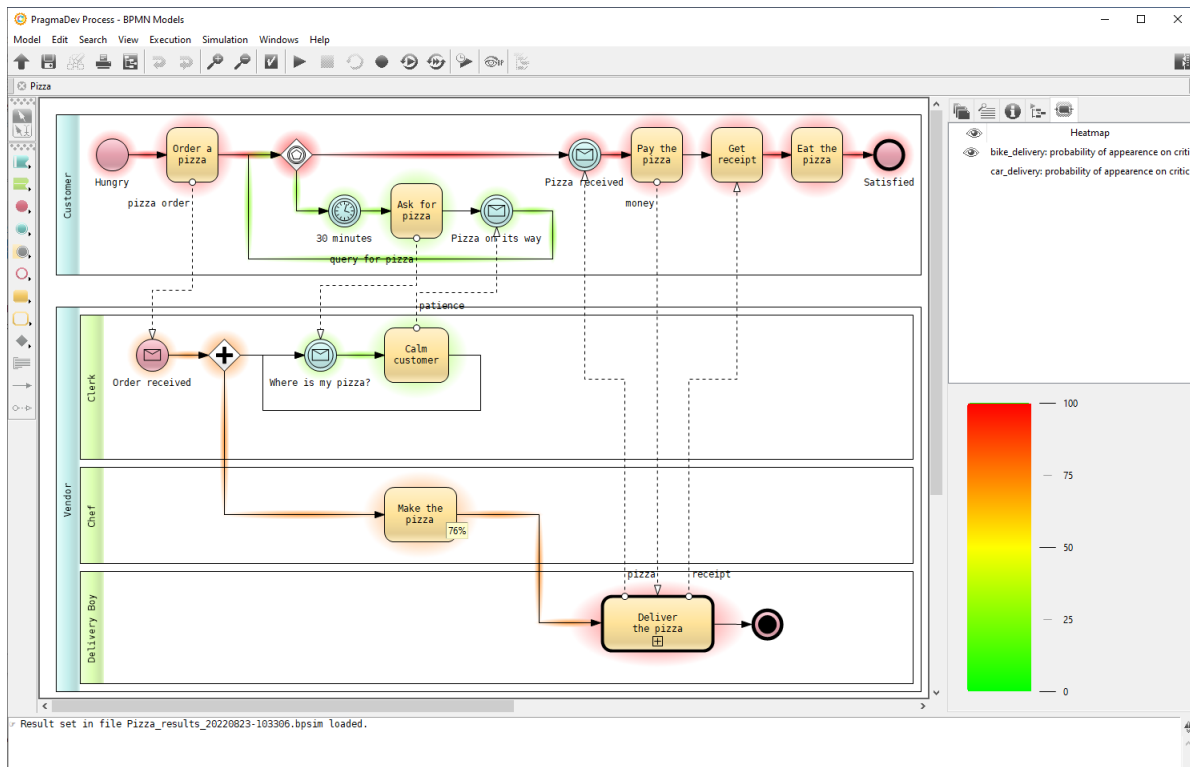 PragmaDev Process - BPMN Models
Model Edit Search View Execution Simulation Windows Help
Pizza
Customer
Hungry
Order a
pizza
pizza order
30 minutes
Ask for
pizza
query for pizza
Pizza on its way
Pizza received
Pay the
pizza
money
Get
receipt
Eat the
pizza
Satisfied
patience
Vendor
Clerk
Order received
Where is my pizza?
Calm
customer
Chef
Make the
pizza
76%
Delivery Boy
pizza
receipt
Deliver
the pizza
Heatmap
bike_delivery: probability of appearence on critic
car_delivery: probability of appearence on critic
100
75
50
25
0
Result set in file Pizza_results_20220823-103306.bpsim loaded.